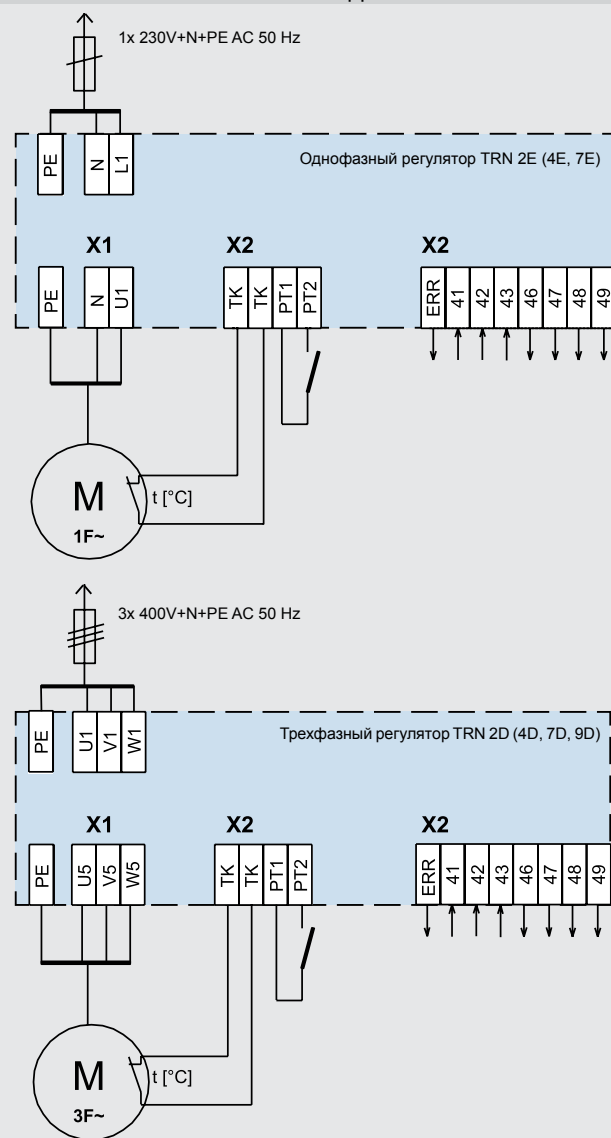 1x 230V+N+PE AC 50 Hz
PE N L1
Однофазный регулятор TRN 2E (4E, 7E)
X1 X2 X2
PE N U1 TK TK PT1 PT2 ERR 41 42 43 46 47 48 49
M
t [°C]
1F~
3x 400V+N+PE AC 50 Hz
PE U1 V1 W1
Трехфазный регулятор TRN 2D (4D, 7D, 9D)
X1 X2 X2
PE U5 V5 W5 TK TK PT1 PT2 ERR 41 42 43 46 47 48 49
M
t [°C]
3F~